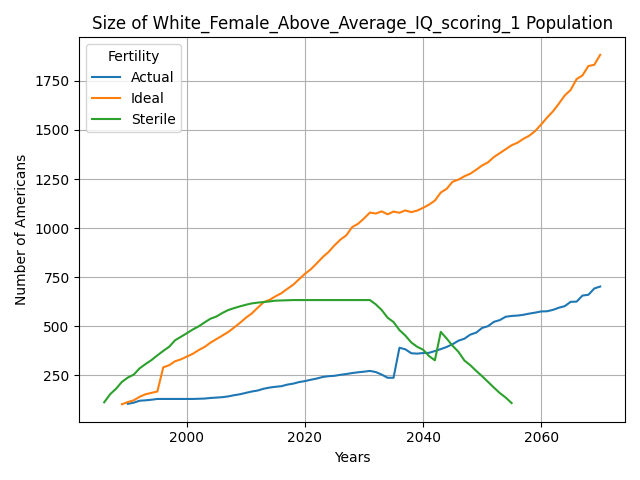 Size of White_Female_Above_Average_IQ_scoring_1 Population
Fertility
Actual
Ideal
Sterile
Number of Americans
1750
1500
1250
1000
750
500
250
2000
2020
2040
2060
Years